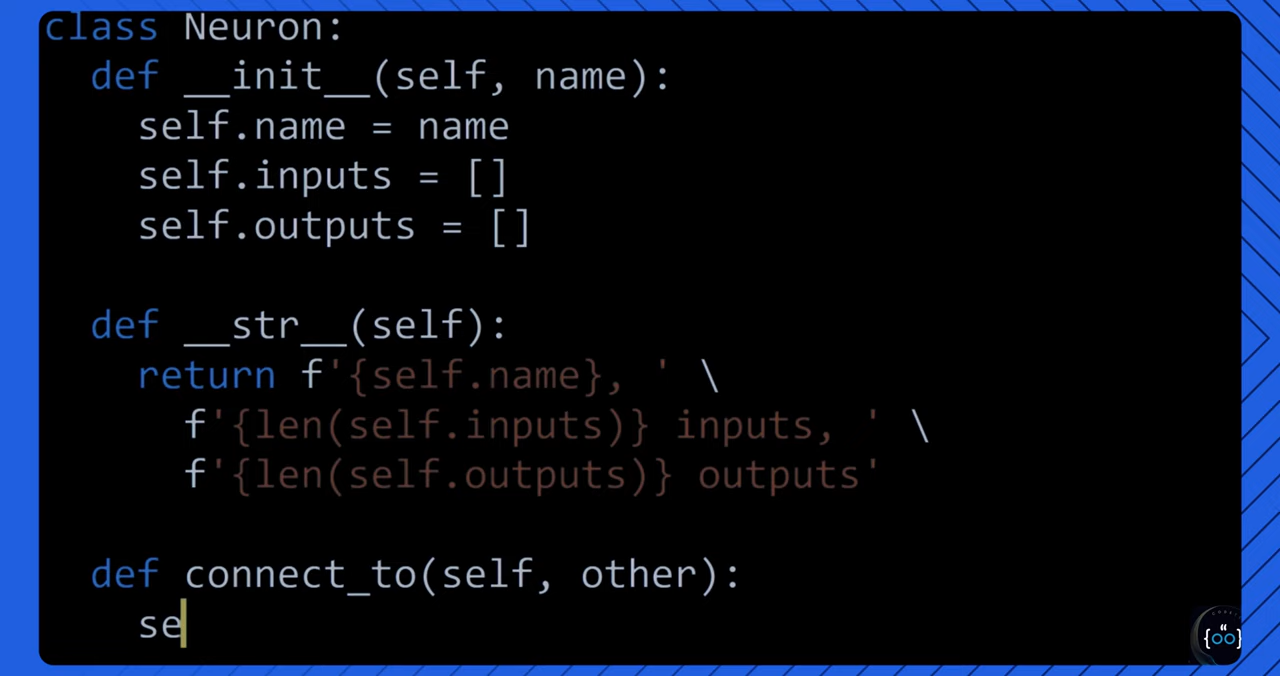 class Neuron:
  def __init__(self, name):
    self.name = name
    self.inputs = []
    self.outputs = []

  def __str__(self):
    return f'{self.name}, ' \
      f'{len(self.inputs)} inputs, ' \
      f'{len(self.outputs)} outputs'

  def connect_to(self, other):
    se